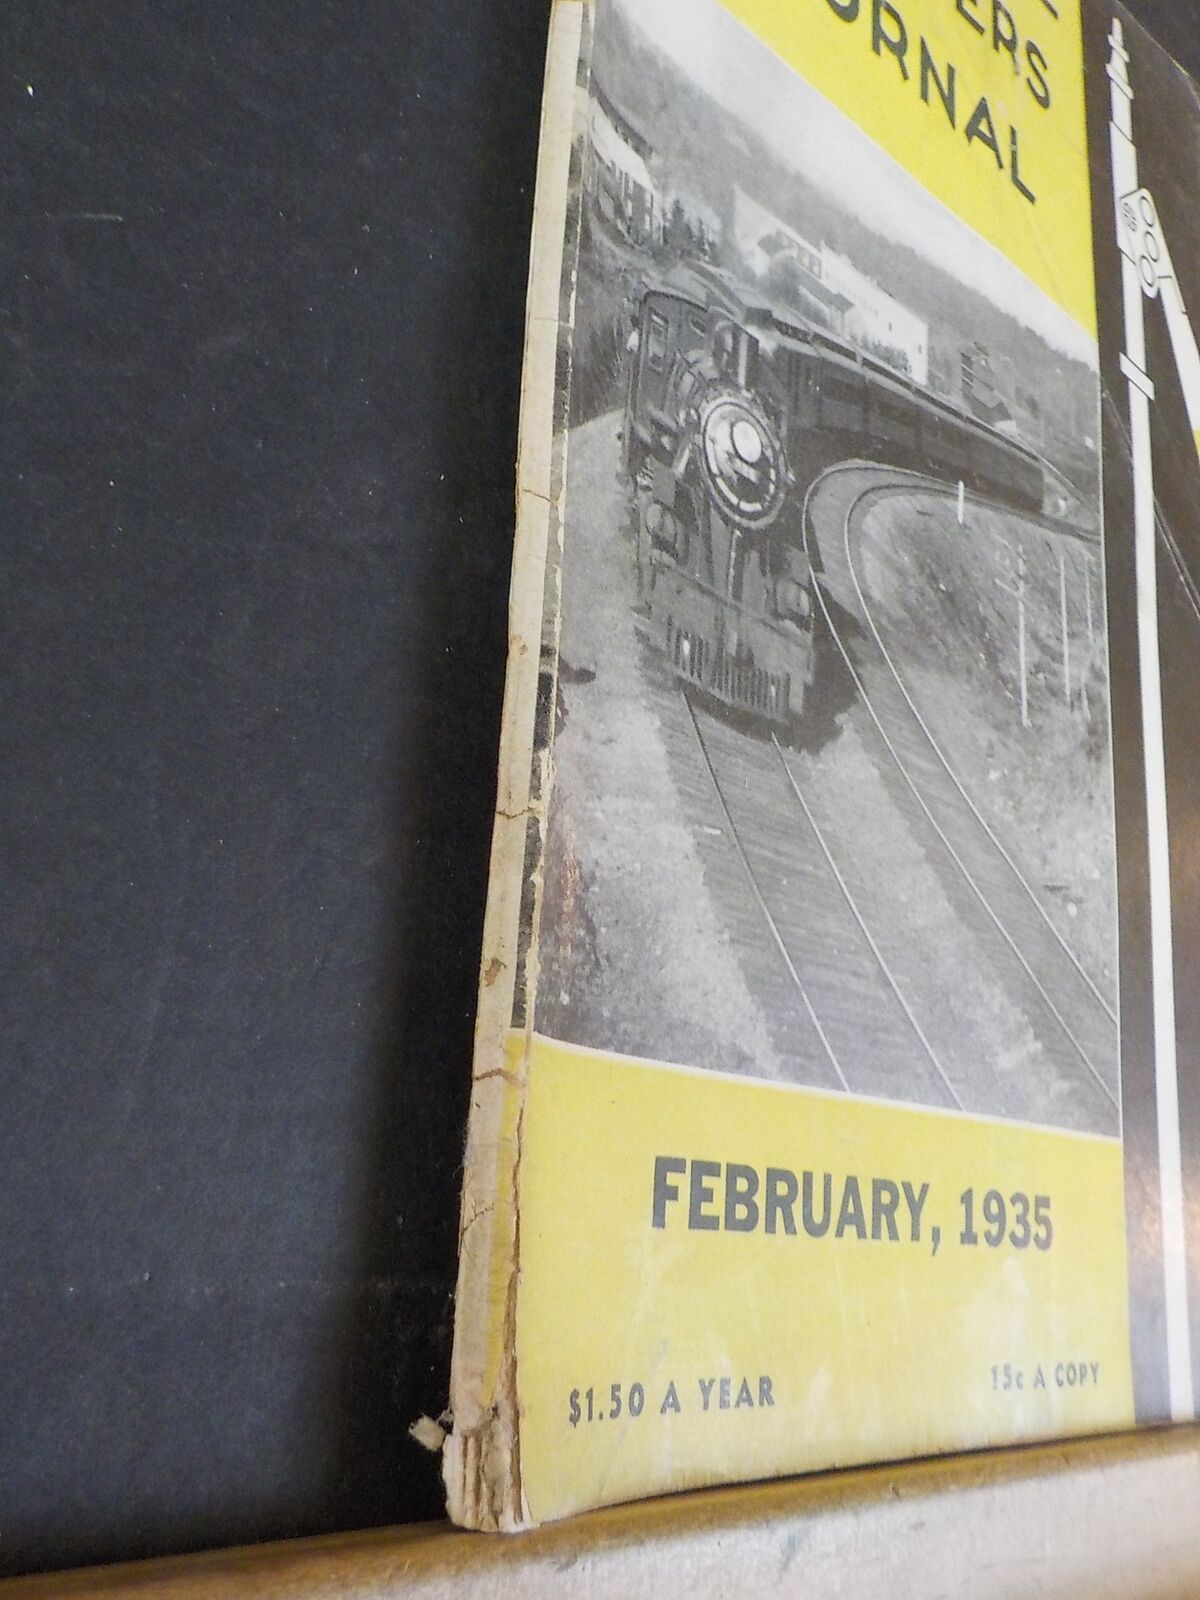 ERS
URNAL
FEBRUARY, 1935
$1.50 A YEAR
15c A COPY